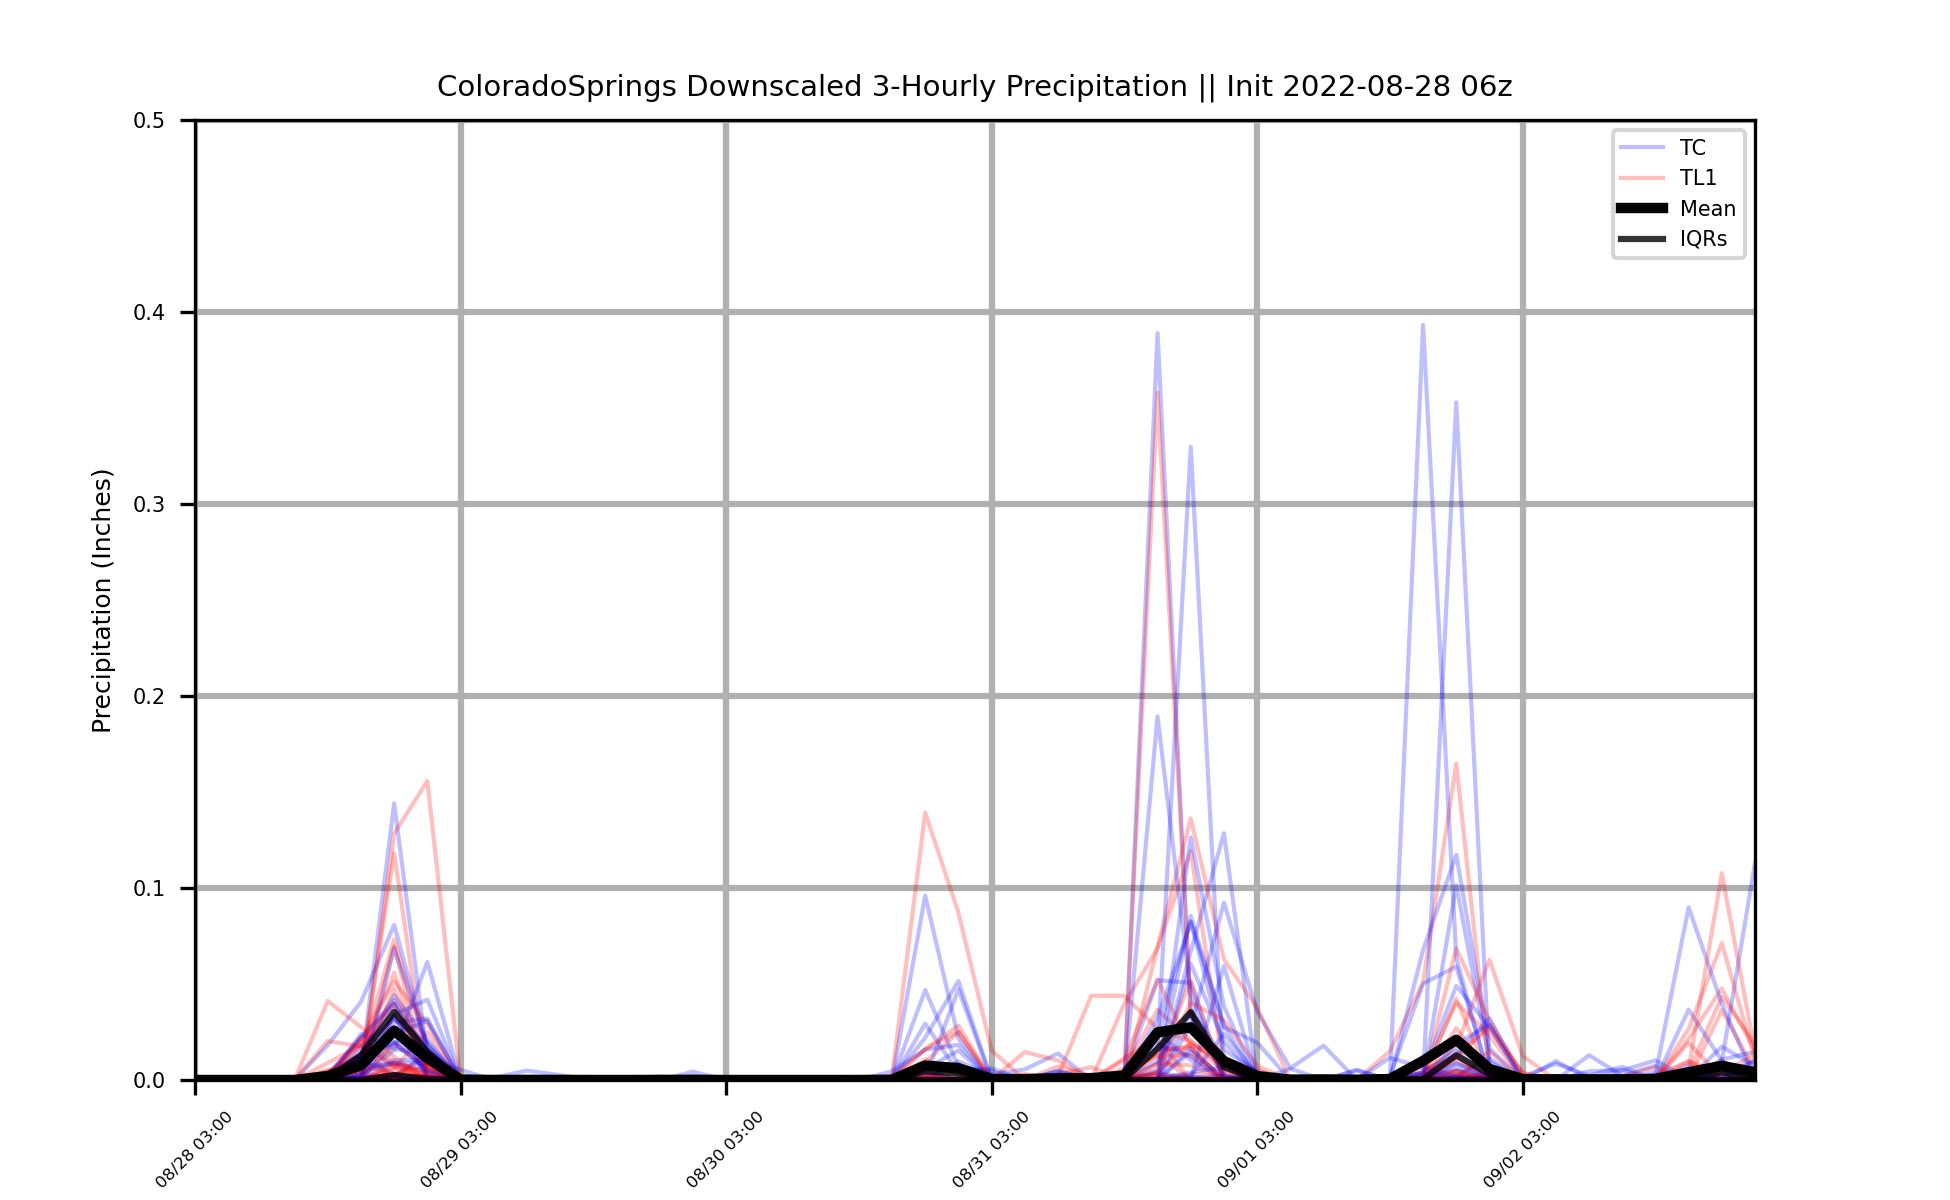 ColoradoSprings Downscaled 3-Hourly Precipitation || Init 2022-08-28 06z
Precipitation (Inches)
0.5
0.4
0.3
0.2
0.1
0.0
TC
TL1
Mean
IQRs
08/28 03:00
08/29 03:00
08/30 03:00
08/31 03:00
09/01 03:00
09/02 03:00